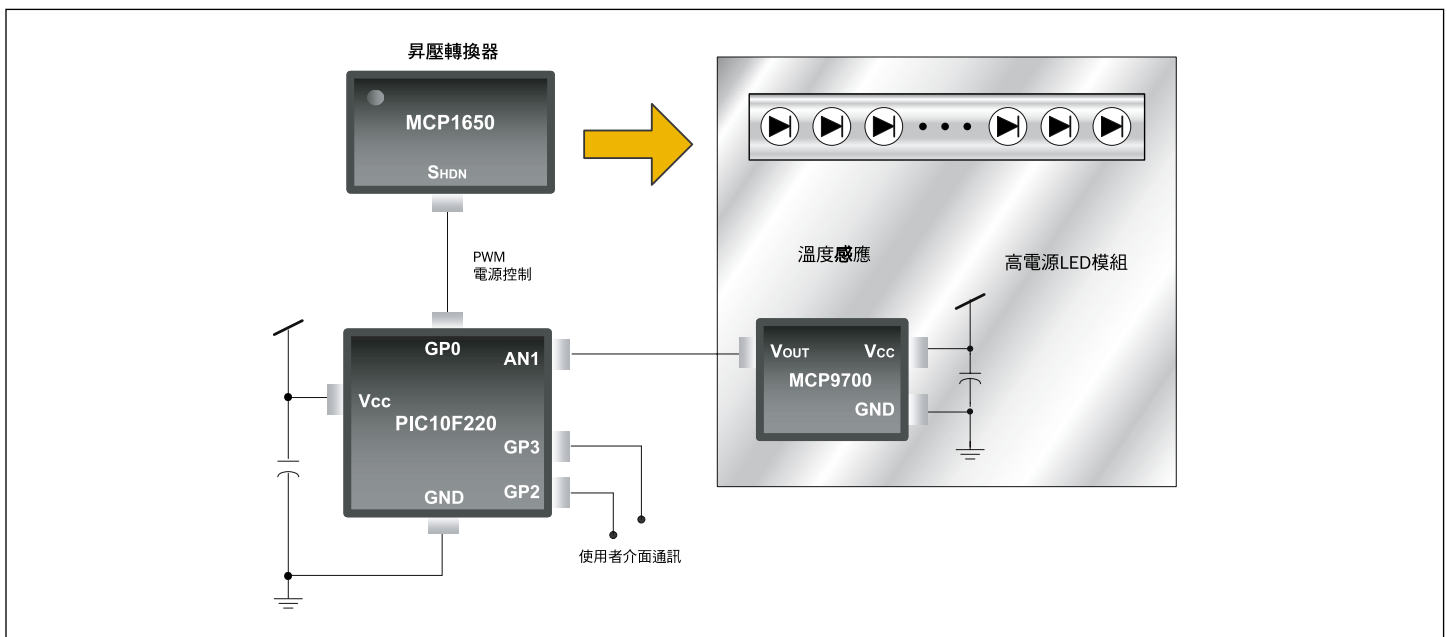 昇壓轉換器
MCP1650
SHDN
PWM
電源控制
溫度感應
高電源LED模組
GP0
AN1
VOUT
VCC
MCP9700
GND
Vcc
PIC10F220
GP3
GP2
GND
使用者介面通訊